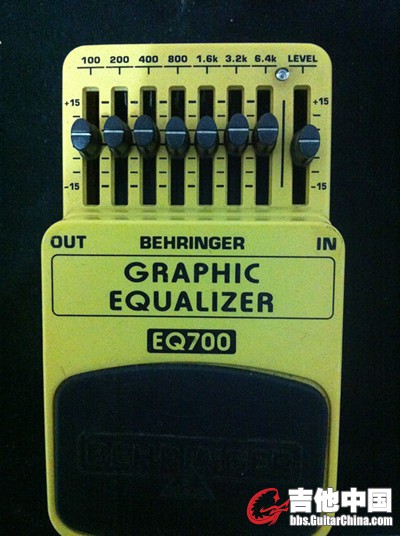 100 200 400 800 1.6k 3.2k 6.4k LEVEL
+15 +15
-15 -15
OUT BEHRINGER IN
GRAPHIC
EQUALIZER
EQ700
BEHRINGER
吉他中国
bbs.GuitarChina.com